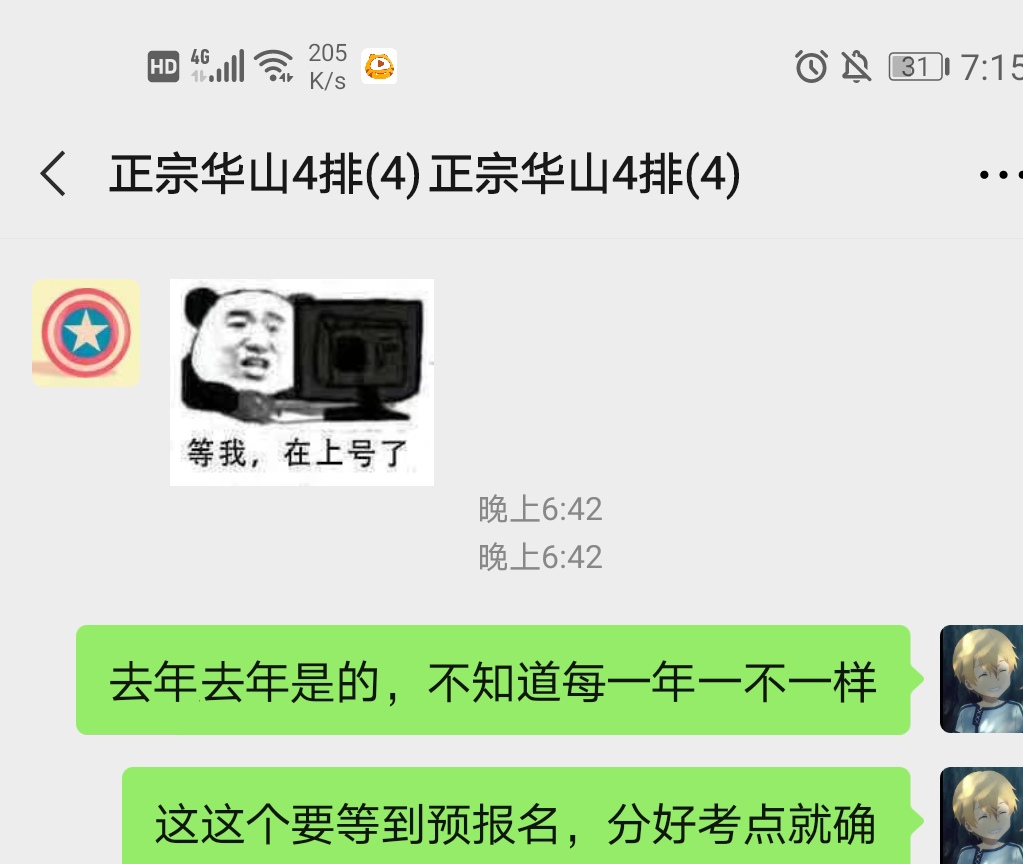 HD 4G 205 K/s 31 7:15
正宗华山4排(4)正宗华山4排(4)
等我，在上号了
晚上6:42
晚上6:42
去年去年是的，不知道每一年一不一样
这这个要等到预报名，分好考点就确